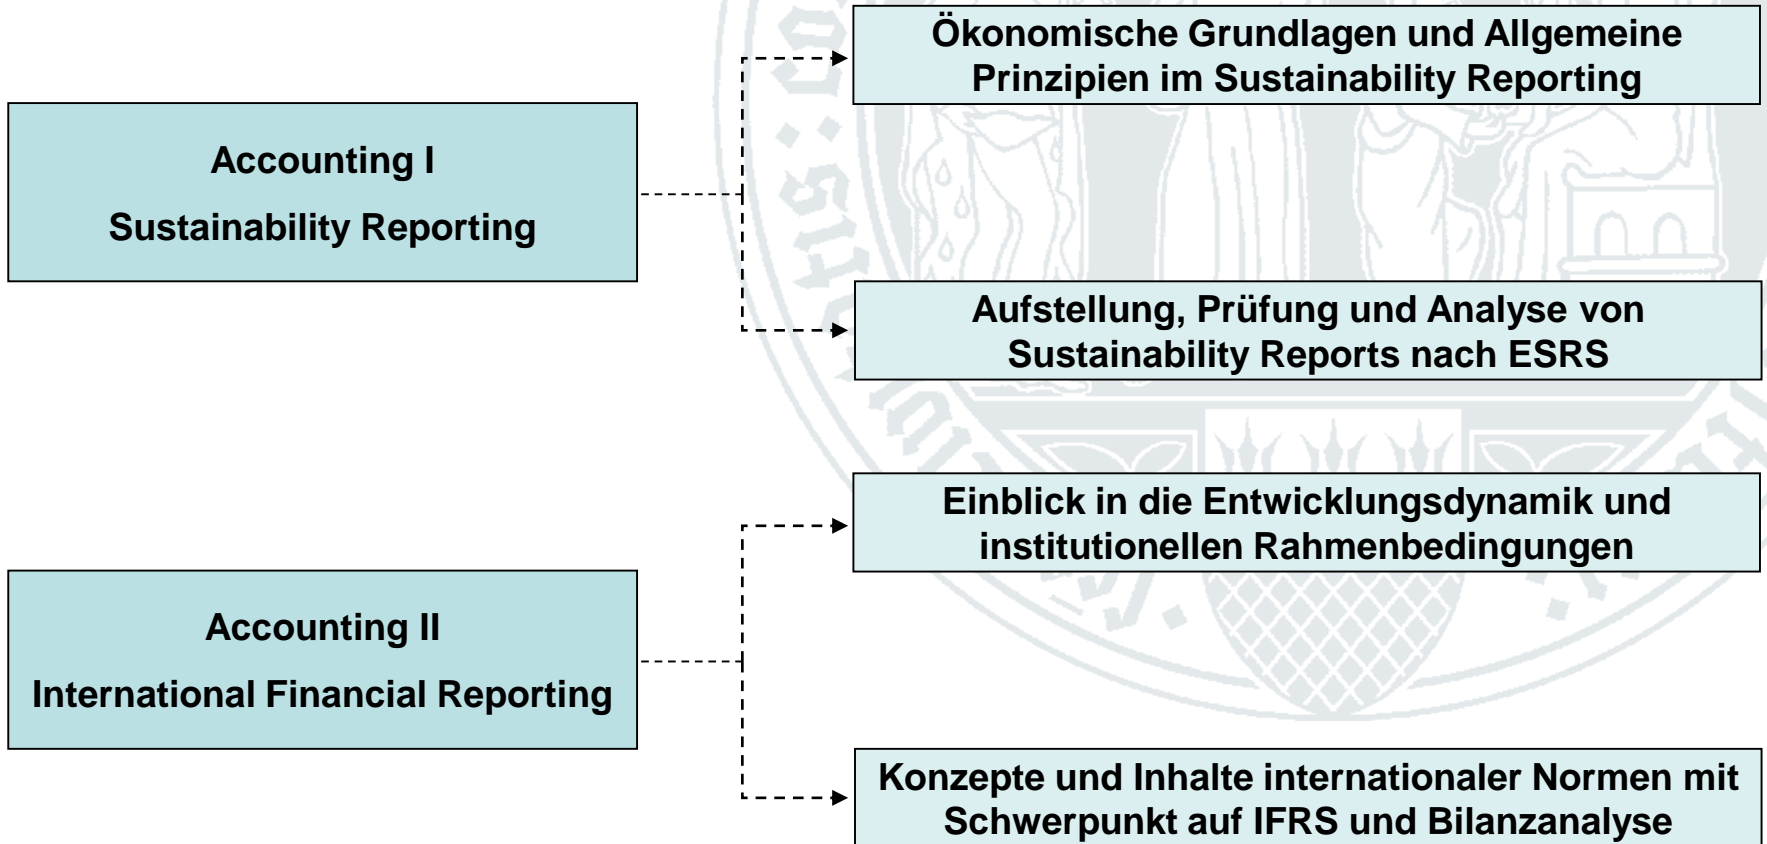 Ökonomische Grundlagen und Allgemeine
Prinzipien im Sustainability Reporting
Accounting I
Sustainability Reporting
Aufstellung, Prüfung und Analyse von
Sustainability Reports nach ESRS
Einblick in die Entwicklungsdynamik und
institutionellen Rahmenbedingungen
Accounting II
International Financial Reporting
Konzepte und Inhalte internationaler Normen mit
Schwerpunkt auf IFRS und Bilanzanalyse